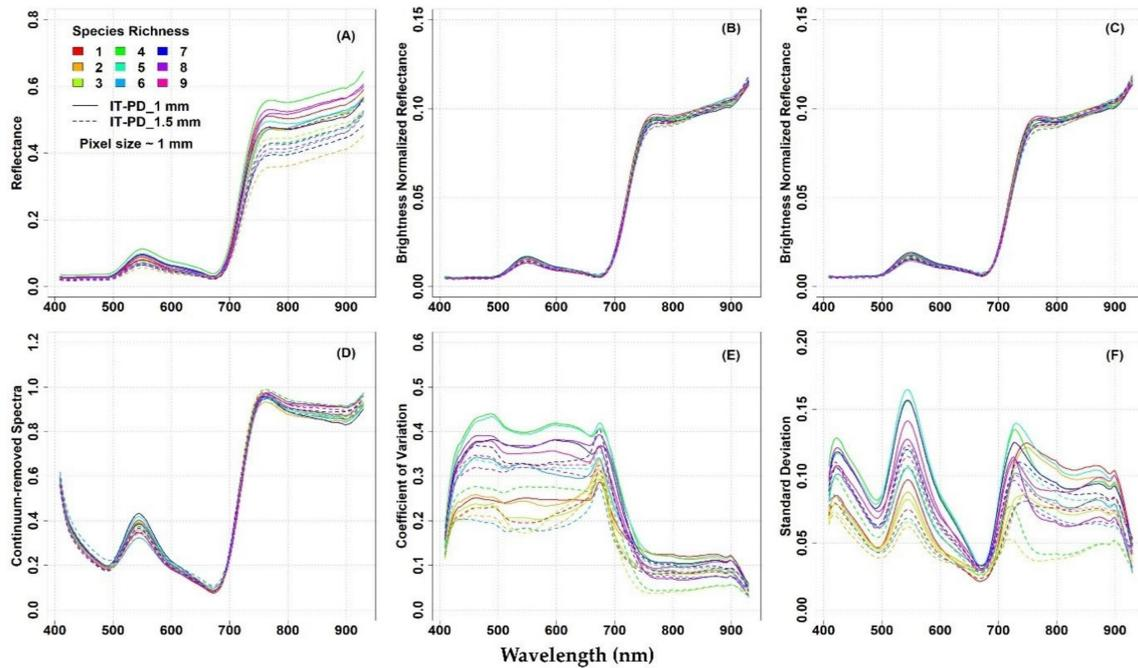 Species Richness
1 4 7
2 5 8
3 6 9
IT-PD_1 mm
IT-PD_1.5 mm
Pixel size ~ 1 mm
(A)
Reflectance
0.8
0.6
0.4
0.2
0.0
400 500 600 700 800 900
(B)
Brightness Normalized Reflectance
0.15
0.10
0.05
0.00
400 500 600 700 800 900
(C)
Brightness Normalized Reflectance
0.15
0.10
0.05
0.00
400 500 600 700 800 900
(D)
Continuum-removed Spectra
1.2
1.0
0.8
0.6
0.4
0.2
0.0
400 500 600 700 800 900
(E)
Coefficient of Variation
0.6
0.5
0.4
0.3
0.2
0.1
0.0
400 500 600 700 800 900
(F)
Standard Deviation
0.20
0.15
0.10
0.05
0.00
400 500 600 700 800 900
Wavelength (nm)